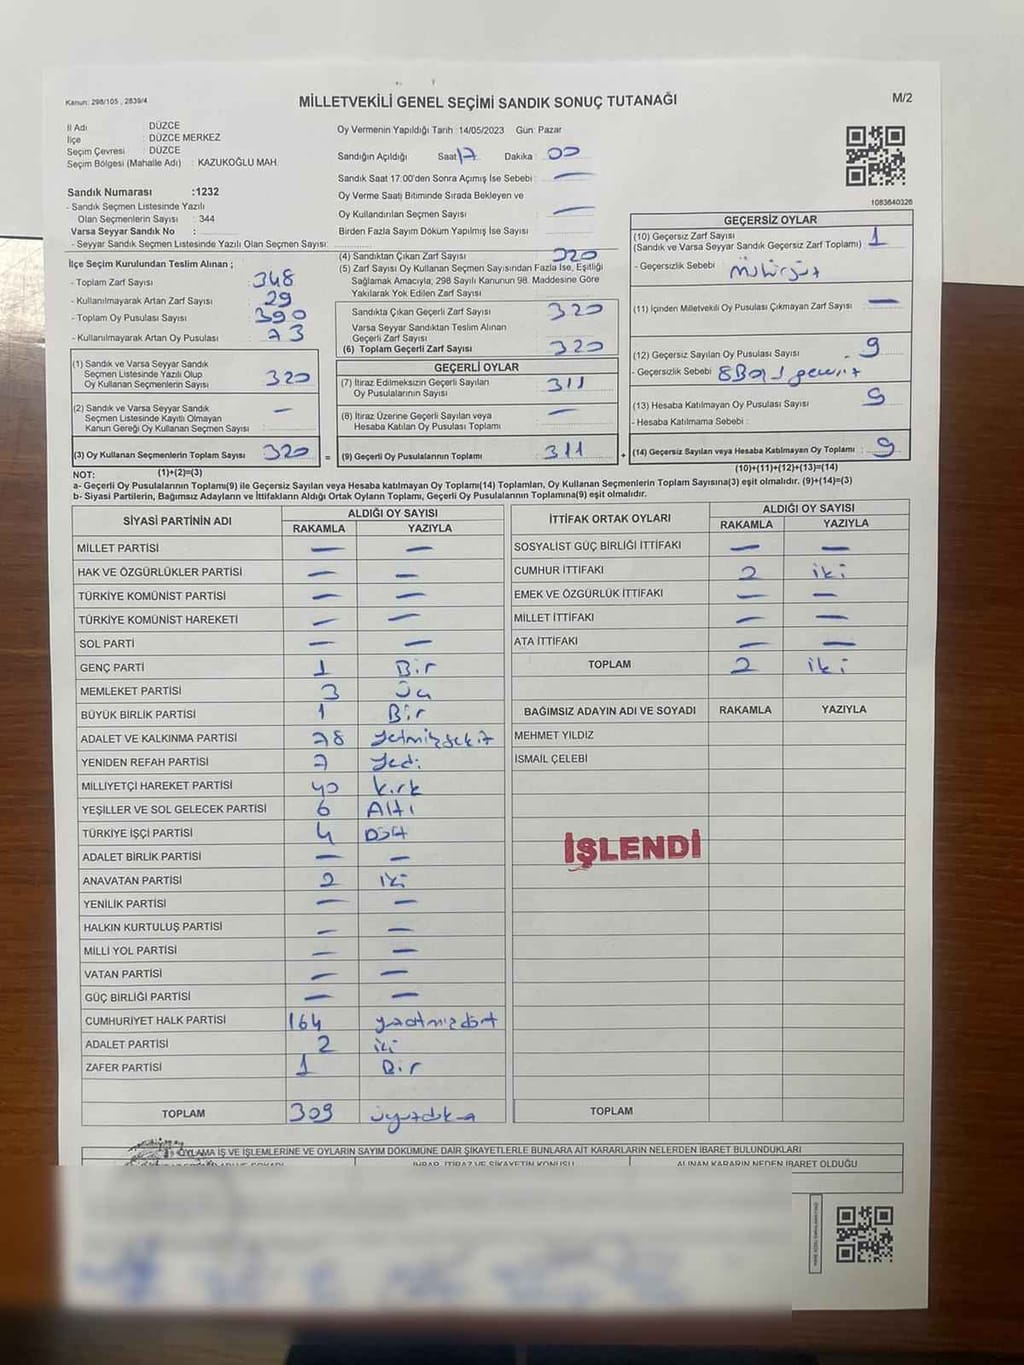 Kanun: 298/105 , 2839/4
MİLLETVEKİLİ GENEL SEÇİMİ SANDIK SONUÇ TUTANAĞI
M/2
İl Adı : DÜZCE
İlçe : DÜZCE MERKEZ
Seçim Çevresi : DÜZCE
Seçim Bölgesi (Mahalle Adı) : KAZUKOĞLU MAH.
Sandık Numarası :1232
- Sandık Seçmen Listesinde Yazılı
Olan Seçmenlerin Sayısı : 344
Varsa Seyyar Sandık No :
- Seyyar Sandık Seçmen Listesinde Yazılı Olan Seçmen Sayısı:
Oy Vermenin Yapıldığı Tarih :14/05/2023 Gün: Pazar
Sandığın Açıldığı Saat 17 Dakika : 00
Sandık Saat 17:00'den Sonra Açımış İse Sebebi : —
Oy Verme Saati Bitiminde Sırada Bekleyen ve
Oy Kullandırılan Seçmen Sayısı —
Birden Fazla Sayım Döküm Yapılmış İse Sayısı :
1083640326
İlçe Seçim Kurulundan Teslim Alınan ;
- Toplam Zarf Sayısı : 348
- Kullanılmayarak Artan Zarf Sayısı : 29
- Toplam Oy Pusulası Sayısı : 390
- Kullanılmayarak Artan Oy Pusulası : 73
(4) Sandıktan Çıkan Zarf Sayısı 320
(5) Zarf Sayısı Oy Kullanan Seçmen Sayısından Fazla İse, Eşitliği
Sağlamak Amacıyla; 298 Sayılı Kanunun 98. Maddesine Göre
Yakılarak Yok Edilen Zarf Sayısı
Sandıkta Çıkan Geçerli Zarf Sayısı : 320
Varsa Seyyar Sandıktan Teslim Alınan
Geçerli Zarf Sayısı
(6) Toplam Geçerli Zarf Sayısı : 320
GEÇERSİZ OYLAR
(10) Geçersiz Zarf Sayısı 1
(Sandık ve Varsa Seyyar Sandık Geçersiz Zarf Toplamı) :
- Geçersizlik Sebebi :
(11) İçinden Milletvekili Oy Pusulası Çıkmayan Zarf Sayısı : —
(12) Geçersiz Sayılan Oy Pusulası Sayısı : 9
- Geçersizlik Sebebi :
(13) Hesaba Katılmayan Oy Pusulası Sayısı : 9
- Hesaba Katılmama Sebebi :
(14) Geçersiz Sayılan veya Hesaba Katılmayan Oy Toplamı : 9
(10)+(11)+(12)+(13)=(14)
(1) Sandık ve Varsa Seyyar Sandık
Seçmen Listesinde Yazılı Olup
Oy Kullanan Seçmenlerin Sayısı : 320
(2) Sandık ve Varsa Seyyar Sandık
Seçmen Listesinde Kayıtlı Olmayan
Kanun Gereği Oy Kullanan Seçmen Sayısı : —
(3) Oy Kullanan Seçmenlerin Toplam Sayısı : 320 =
(1)+(2)=(3)
GEÇERLİ OYLAR
(7) İtiraz Edilmeksizin Geçerli Sayılan
Oy Pusulalarının Sayısı : 311
(8) İtiraz Üzerine Geçerli Sayılan veya
Hesaba Katılan Oy Pusulası Toplamı : —
(9) Geçerli Oy Pusulalarının Toplamı : 311 +
NOT:
a- Geçerli Oy Pusulalarının Toplamı(9) ile Geçersiz Sayılan veya Hesaba Katılmayan Oy Toplamı(14) Toplamları, Oy Kullanan Seçmenlerin Toplam Sayısına(3) eşit olmalıdır. (9)+(14)=(3)
b- Siyasi Partilerin, Bağımsız Adayların ve İttifakların Aldığı Ortak Oyların Toplamı, Geçerli Oy Pusulalarının Toplamına(9) eşit olmalıdır.
SİYASİ PARTİNİN ADI ALDIĞI OY SAYISI
RAKAMLA YAZIYLA
MİLLET PARTİSİ — —
HAK VE ÖZGÜRLÜKLER PARTİSİ — —
TÜRKİYE KOMÜNİST PARTİSİ — —
TÜRKİYE KOMÜNİST HAREKETİ — —
SOL PARTİ — —
GENÇ PARTİ 1 Bir
MEMLEKET PARTİSİ 3 Üç
BÜYÜK BİRLİK PARTİSİ 1 Bir
ADALET VE KALKINMA PARTİSİ 78 Yetmişsekiz
YENİDEN REFAH PARTİSİ 7 Yedi
MİLLİYETÇİ HAREKET PARTİSİ 40 Kırk
YEŞİLLER VE SOL GELECEK PARTİSİ 6 Altı
TÜRKİYE İŞÇİ PARTİSİ 4 Dört
ADALET BİRLİK PARTİSİ — —
ANAVATAN PARTİSİ 2 iki
YENİLİK PARTİSİ — —
HALKIN KURTULUŞ PARTİSİ — —
MİLLİ YOL PARTİSİ — —
VATAN PARTİSİ — —
GÜÇ BİRLİĞİ PARTİSİ — —
CUMHURİYET HALK PARTİSİ 164
ADALET PARTİSİ 2 iki
ZAFER PARTİSİ 1 Bir
TOPLAM 309
İTTİFAK ORTAK OYLARI ALDIĞI OY SAYISI
RAKAMLA YAZIYLA
SOSYALİST GÜÇ BİRLİĞİ İTTİFAKI — —
CUMHUR İTTİFAKI 2 iki
EMEK VE ÖZGÜRLÜK İTTİFAKI — —
MİLLET İTTİFAKI — —
ATA İTTİFAKI — —
TOPLAM 2 iki
BAĞIMSIZ ADAYIN ADI VE SOYADI RAKAMLA YAZIYLA
MEHMET YILDIZ
İSMAİL ÇELEBİ
İŞLENDİ
TOPLAM
OYLAMA İŞ VE İŞLEMLERİNE VE OYLARIN SAYIM DÖKÜMÜNE DAİR ŞİKAYETLERLE BUNLARA AİT KARARLARIN NELERDEN İBARET BULUNDUKLARI
İHBAR, İTİRAZ VE ŞİKAYETİN KONUSU ALINAN KARARIN NEDEN İBARET OLDUĞU